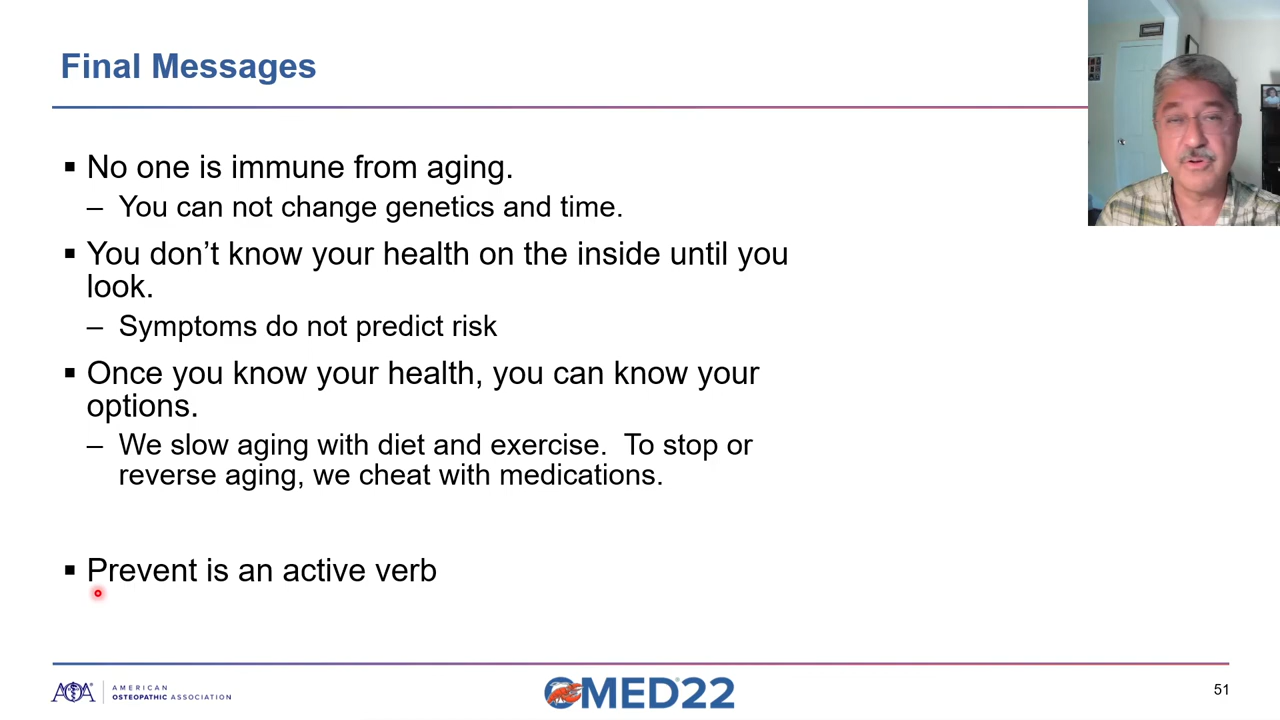 Final Messages
▪ No one is immune from aging.
– You can not change genetics and time.
▪ You don’t know your health on the inside until you
look.
– Symptoms do not predict risk
▪ Once you know your health, you can know your
options.
– We slow aging with diet and exercise.  To stop or
reverse aging, we cheat with medications.
▪ Prevent is an active verb
AOA
AMERICAN
OSTEOPATHIC ASSOCIATION
OMED22
51